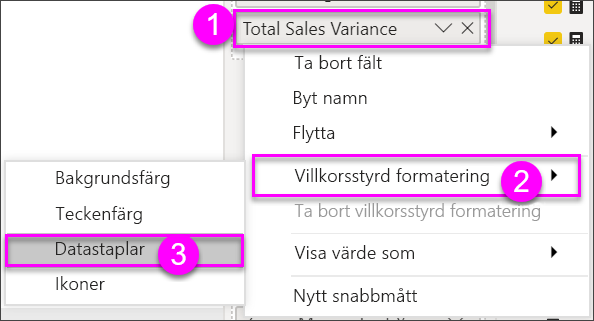 1
Total Sales Variance
Ta bort fält
Byt namn
Flytta
Villkorsstyrd formatering
2
Ta bort villkorsstyrd formatering
Visa värde som
Nytt snabbmått
Bakgrundsfärg
Teckenfärg
Datastaplar
3
Ikoner